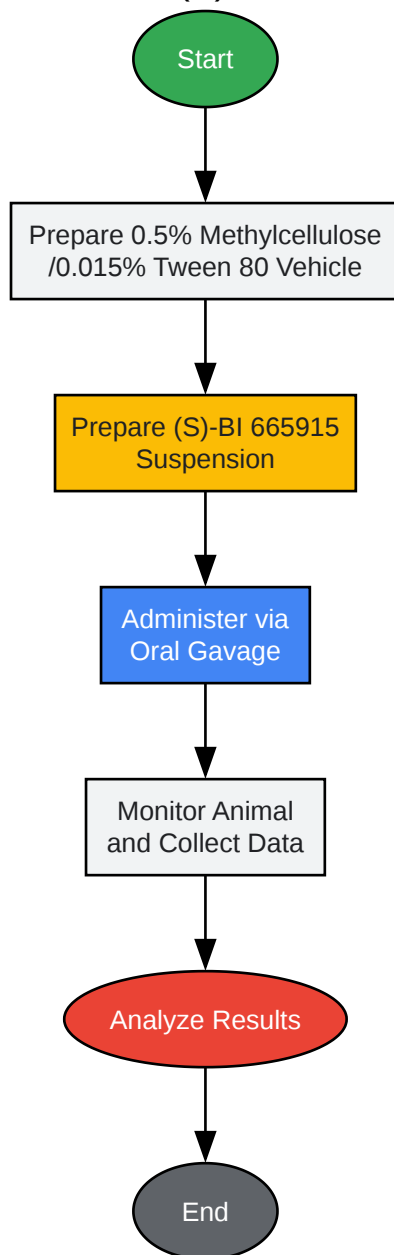 Start
Prepare 0.5% Methylcellulose
/0.015% Tween 80 Vehicle
Prepare (S)-BI 665915
Suspension
Administer via
Oral Gavage
Monitor Animal
and Collect Data
Analyze Results
End